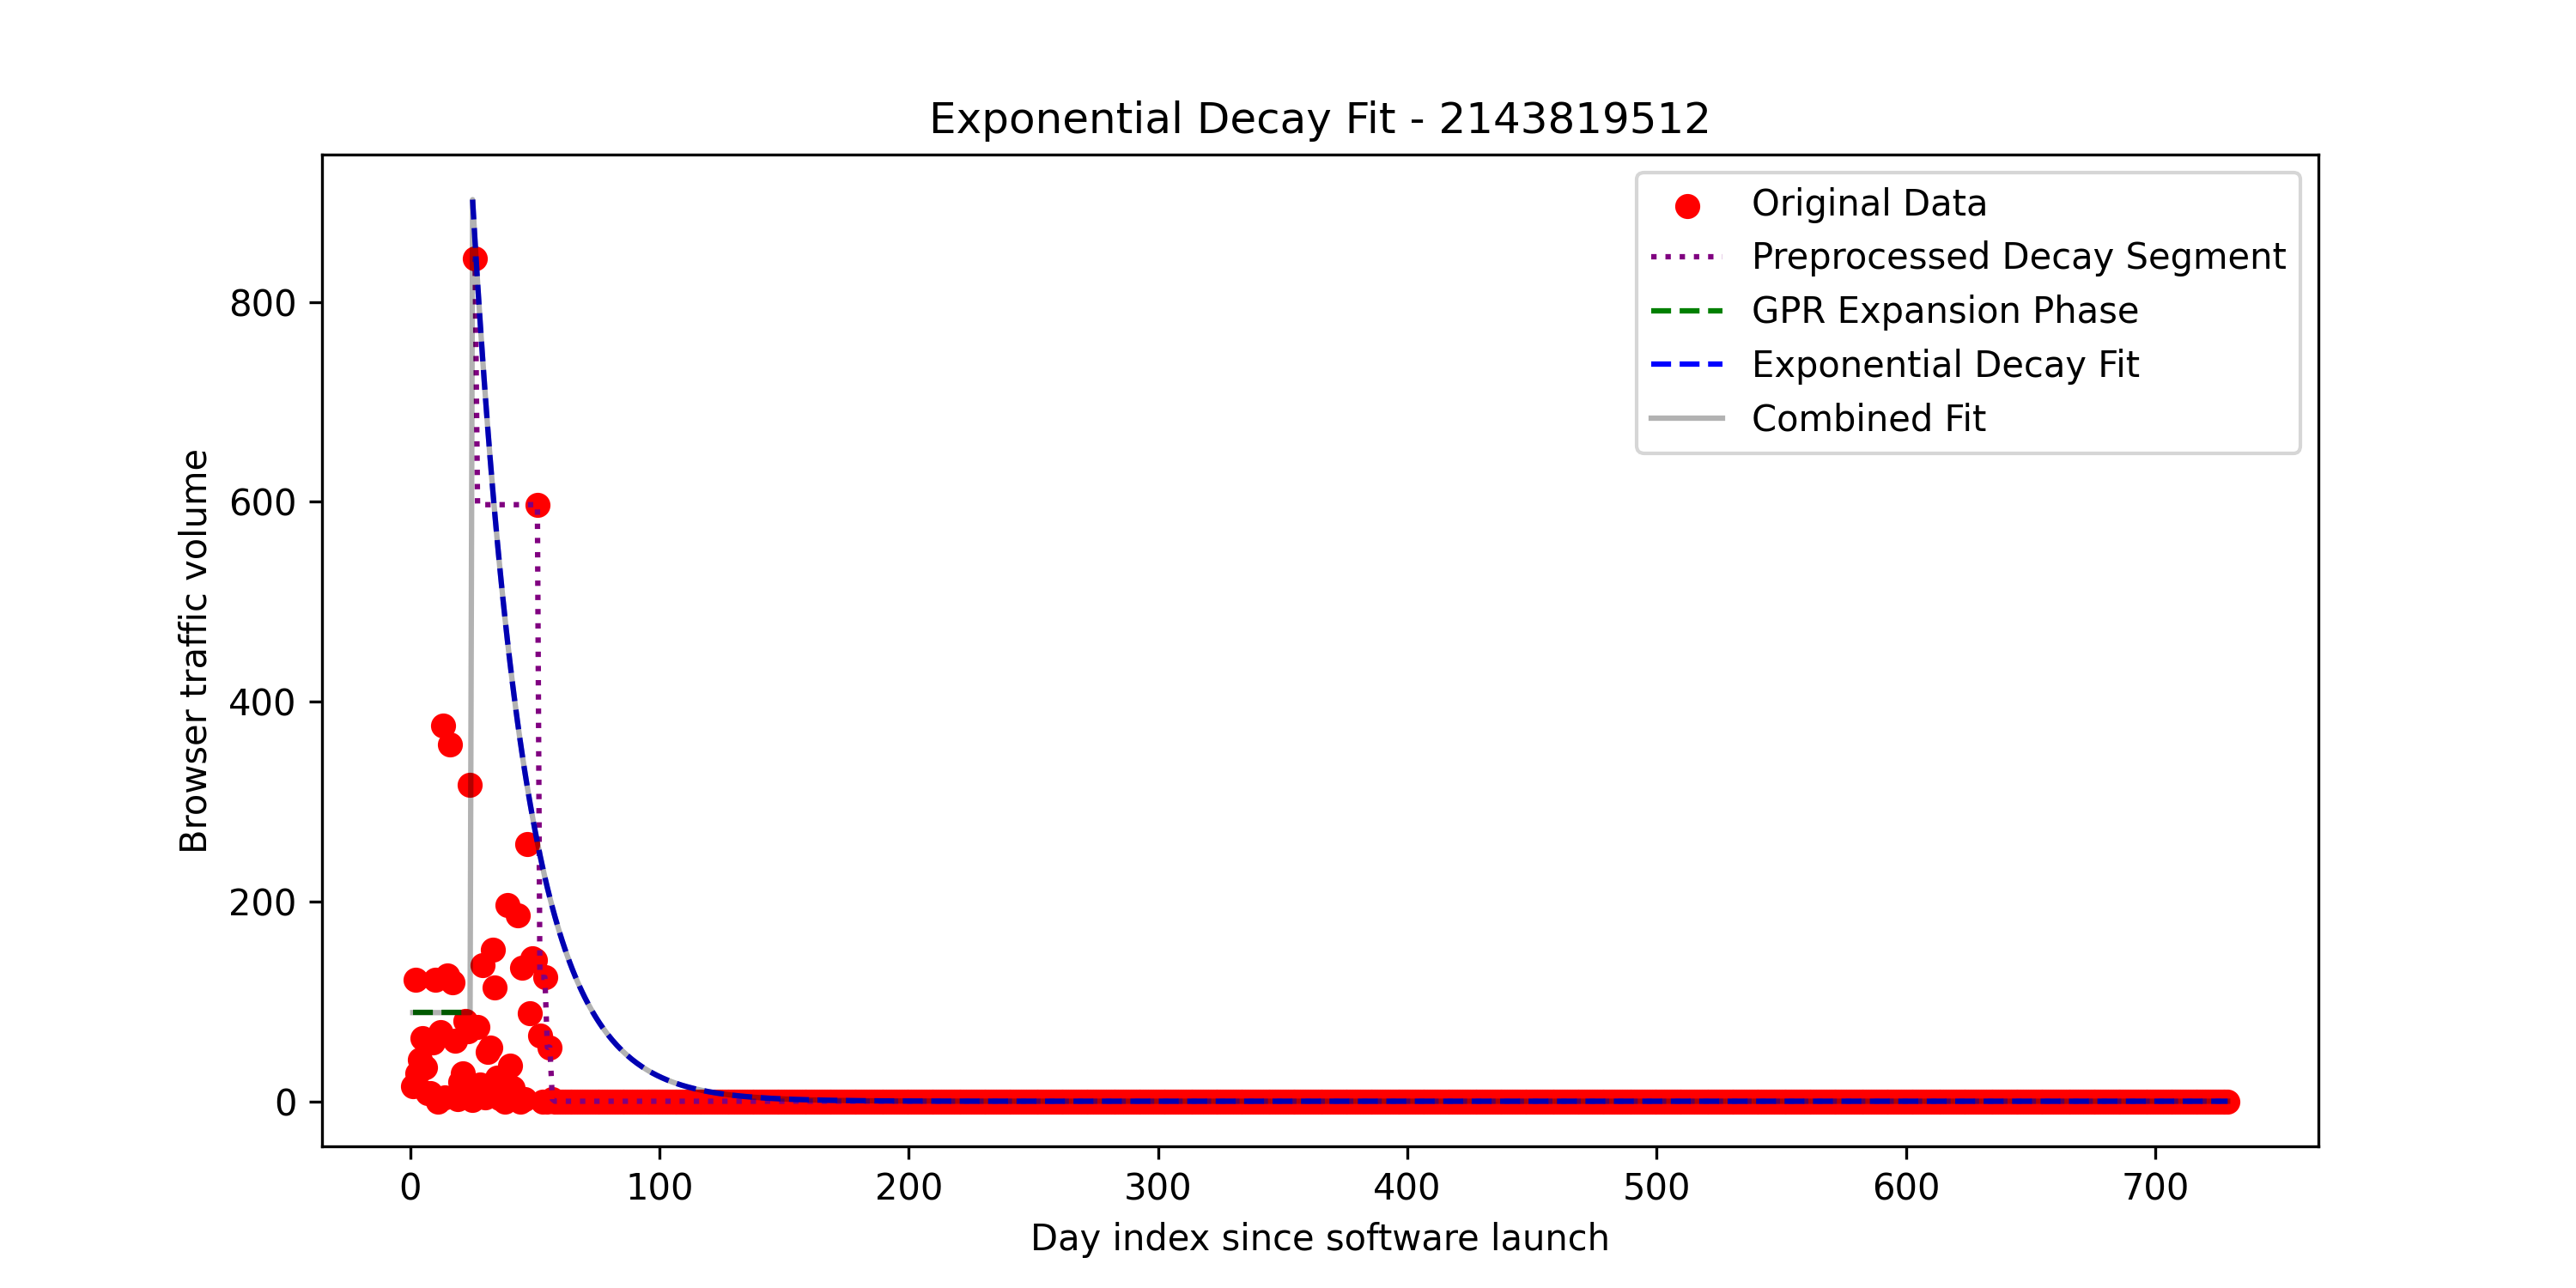 Exponential Decay Fit - 2143819512
Original Data
Preprocessed Decay Segment
GPR Expansion Phase
Exponential Decay Fit
Combined Fit
Browser traffic volume
800
600
400
200
0
0 100 200 300 400 500 600 700
Day index since software launch